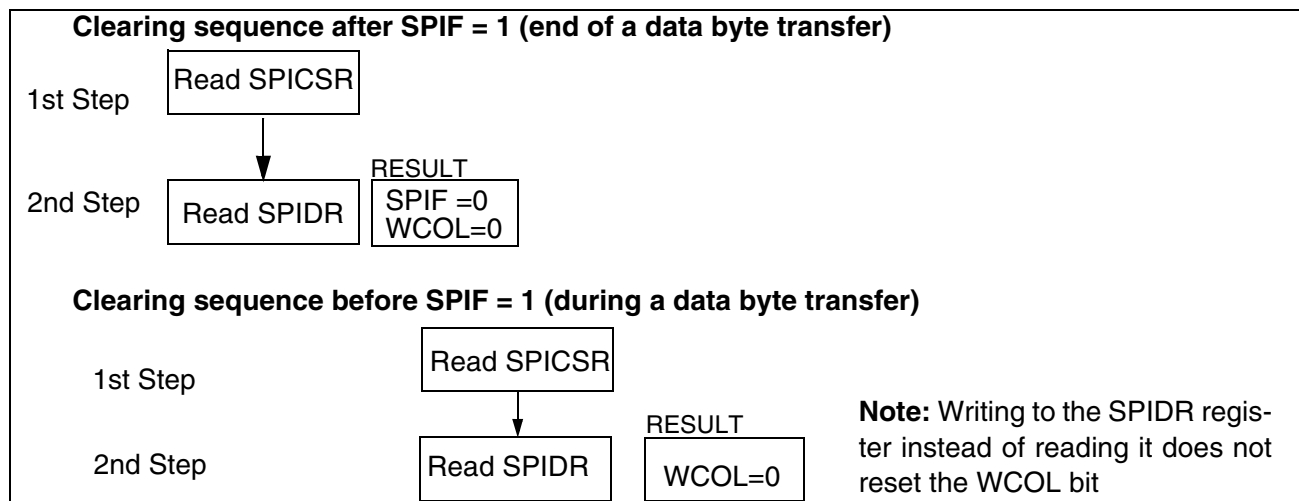 Clearing sequence after SPIF = 1 (end of a data byte transfer)
1st Step
Read SPICSR
2nd Step
Read SPIDR
RESULT
SPIF =0
WCOL=0
Clearing sequence before SPIF = 1 (during a data byte transfer)
1st Step
Read SPICSR
2nd Step
Read SPIDR
RESULT
WCOL=0
Note: Writing to the SPIDR regis-
ter instead of reading it does not
reset the WCOL bit